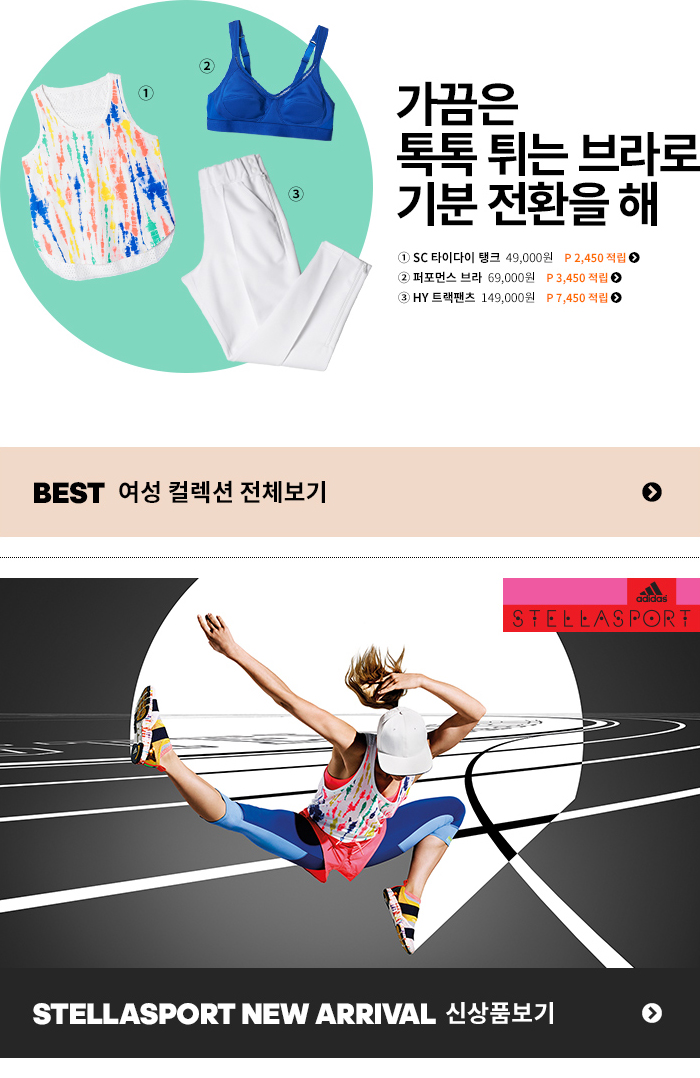 ①
②
③
가끔은
톡톡 튀는 브라로
기분 전환을 해
① SC 타이다이 탱크 49,000원 P 2,450 적립
② 퍼포먼스 브라 69,000원 P 3,450 적립
③ HY 트랙팬츠 149,000원 P 7,450 적립
BEST 여성 컬렉션 전체보기
adidas
STELLASPORT
STELLASPORT NEW ARRIVAL 신상품보기